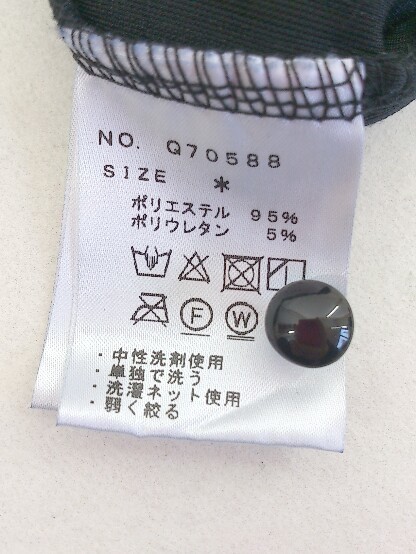 NO. Q70588
SIZE *
ポリエステル 95%
ポリウレタン 5%
F W
・中性洗剤使用
・単独で洗う
・洗濯ネット使用
・弱く絞る